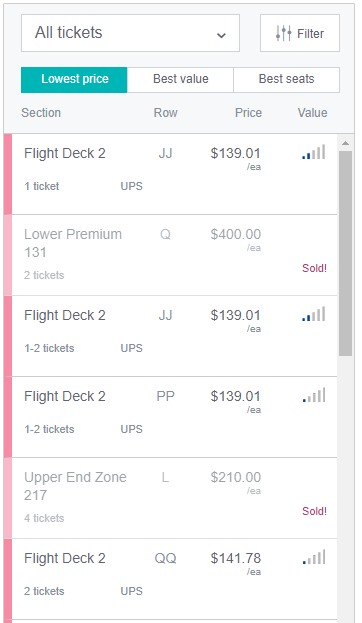 All tickets
Filter
Lowest price Best value Best seats
Section Row Price Value
Flight Deck 2 JJ $139.01
/ea
1 ticket UPS
Lower Premium Q $400.00
131 /ea
Sold!
2 tickets
Flight Deck 2 JJ $139.01
/ea
1-2 tickets UPS
Flight Deck 2 PP $139.01
/ea
1-2 tickets UPS
Upper End Zone L $210.00
217 /ea
Sold!
4 tickets
Flight Deck 2 QQ $141.78
/ea
2 tickets UPS